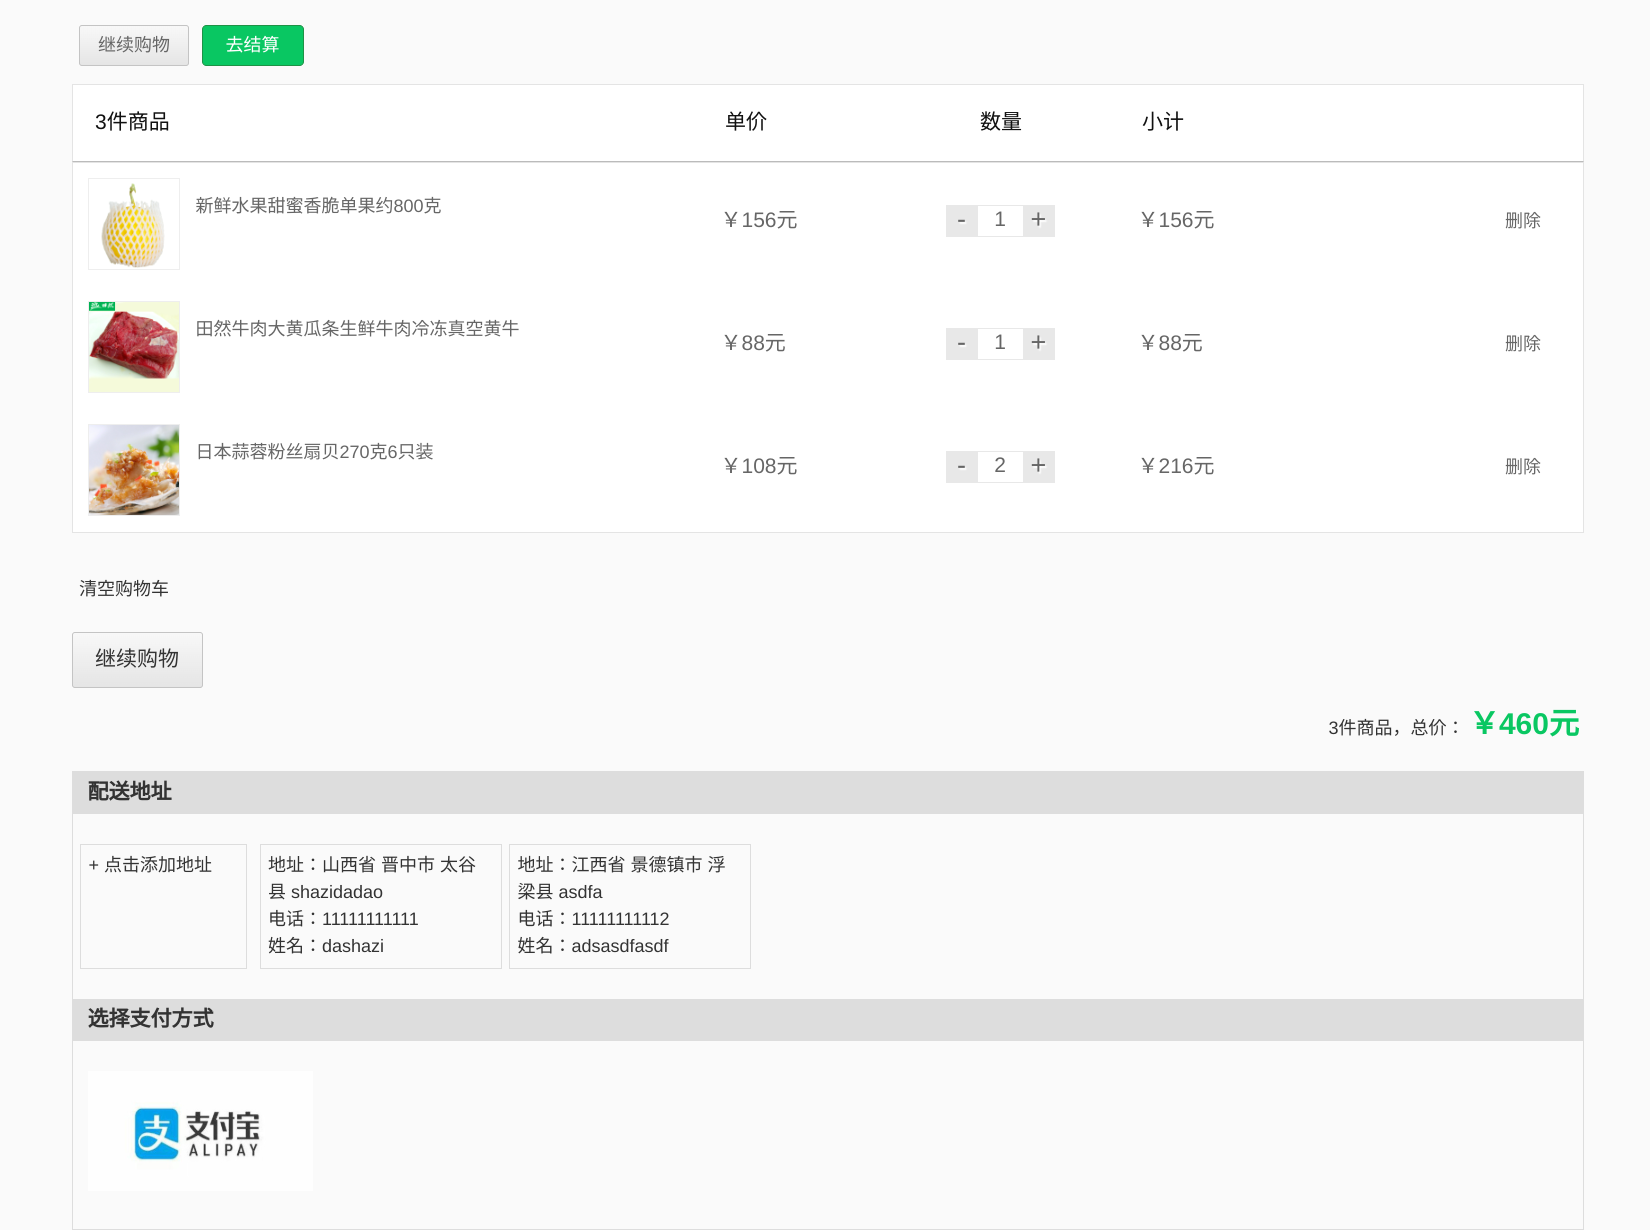 继续购物 去结算
3件商品 单价 数量 小计
新鲜水果甜蜜香脆单果约800克 ￥156元 - 1 + ￥156元 删除
田然牛肉大黄瓜条生鲜牛肉冷冻真空黄牛 ￥88元 - 1 + ￥88元 删除
日本蒜蓉粉丝扇贝270克6只装 ￥108元 - 2 + ￥216元 删除
清空购物车
继续购物
3件商品，总价： ￥460元
配送地址
+ 点击添加地址
地址：山西省 晋中市 太谷
县 shazidadao
电话：11111111111
姓名：dashazi
地址：江西省 景德镇市 浮
梁县 asdfa
电话：11111111112
姓名：adsasdfasdf
选择支付方式
支 支付宝
ALIPAY